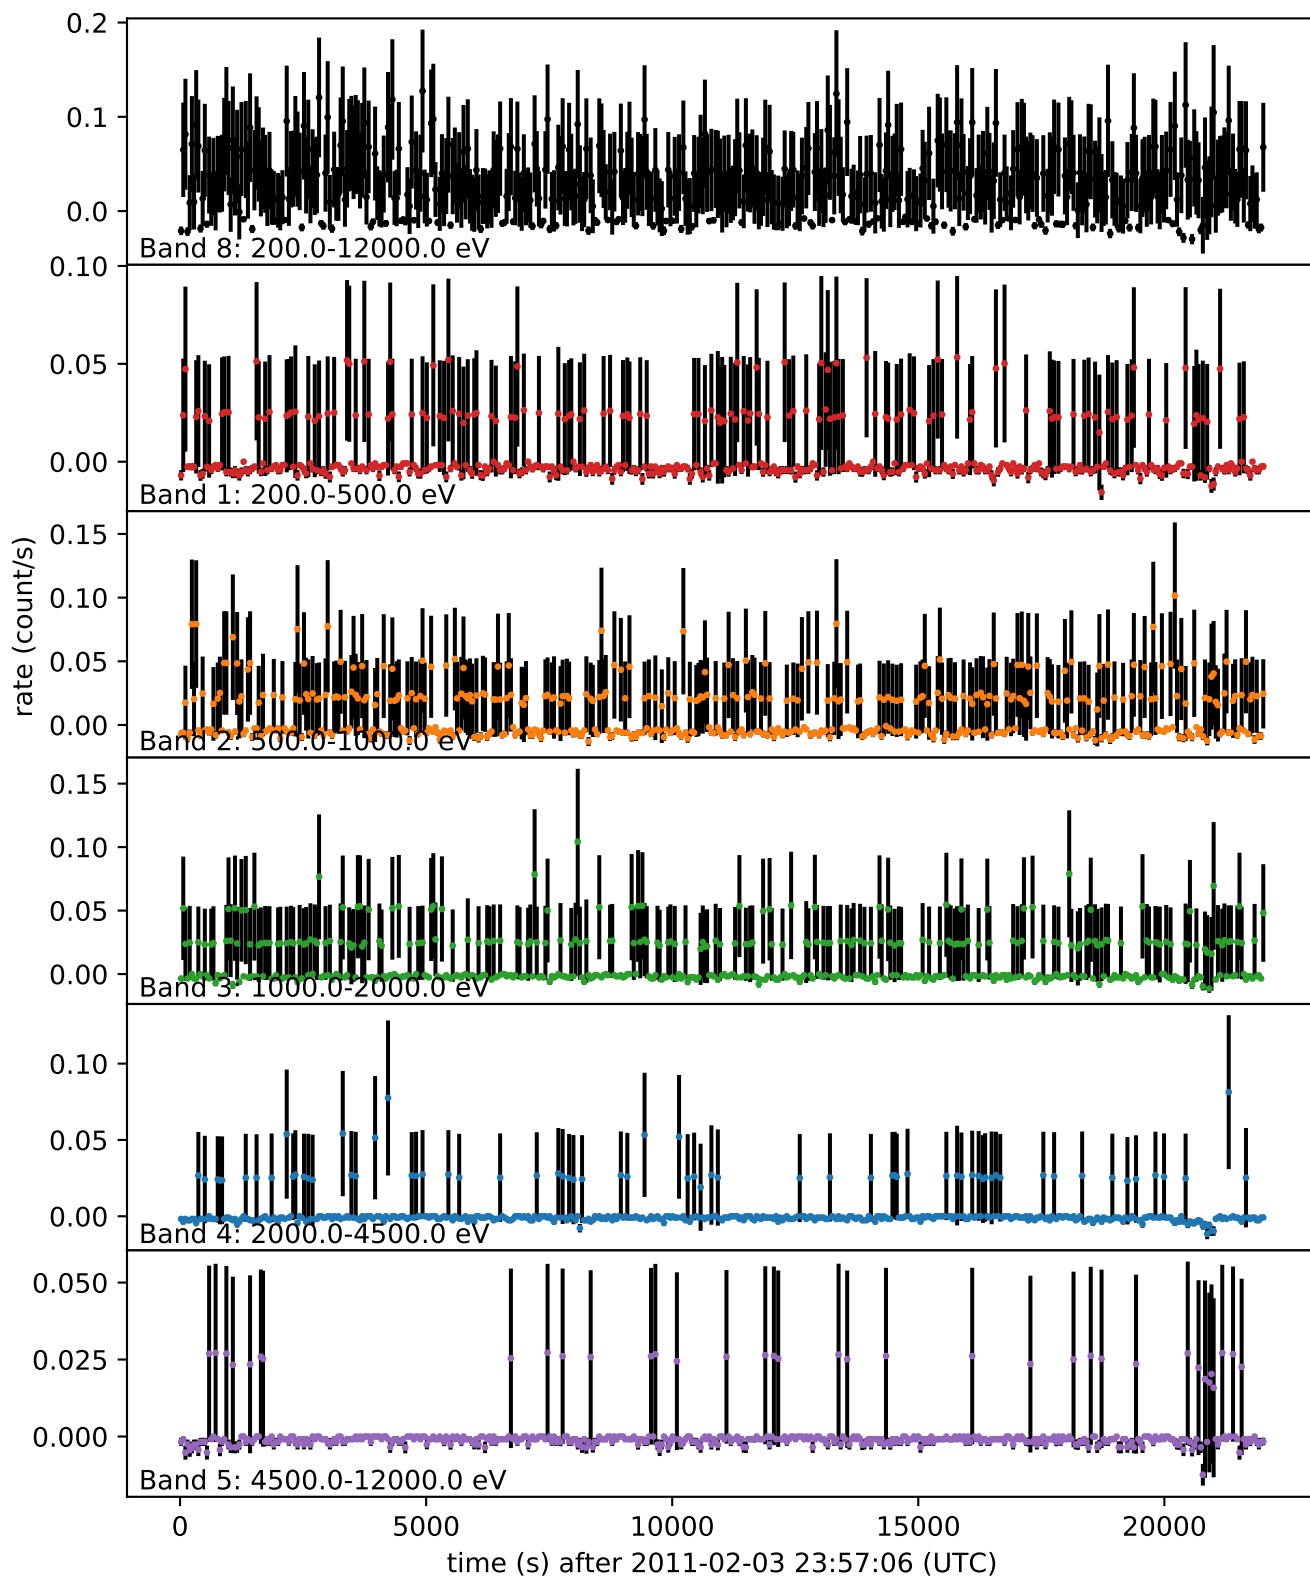 0.2
0.1
0.0
Band 8: 200.0-12000.0 eV
0.10
0.05
0.00
Band 1: 200.0-500.0 eV
0.15
0.10
0.05
0.00
Band 2: 500.0-1000.0 eV
rate (count/s)
0.15
0.10
0.05
0.00
Band 3: 1000.0-2000.0 eV
0.10
0.05
0.00
Band 4: 2000.0-4500.0 eV
0.050
0.025
0.000
Band 5: 4500.0-12000.0 eV
0 5000 10000 15000 20000
time (s) after 2011-02-03 23:57:06 (UTC)